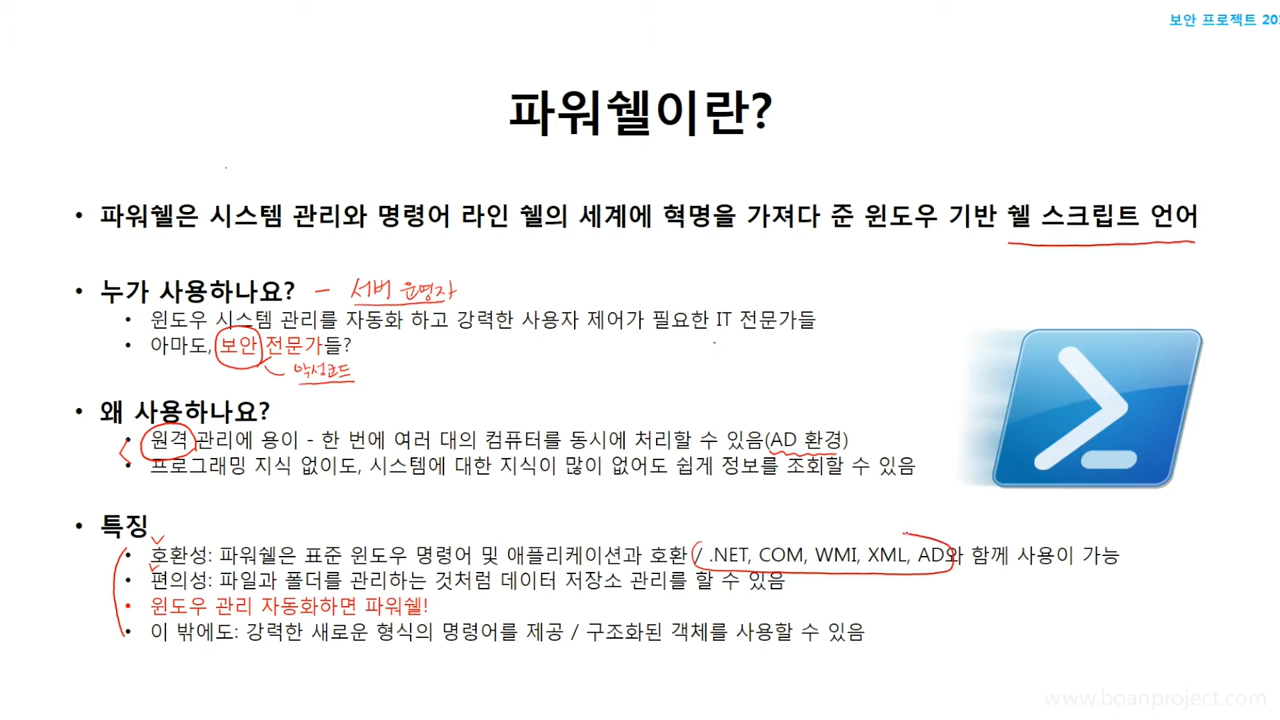 보안 프로젝트 20
파워쉘이란?
• 파워쉘은 시스템 관리와 명령어 라인 쉘의 세계에 혁명을 가져다 준 윈도우 기반 쉘 스크립트 언어
• 누가 사용하나요? - 서버 운영자
• 윈도우 시스템 관리를 자동화 하고 강력한 사용자 제어가 필요한 IT 전문가들
• 아마도, 보안 전문가들?
악성코드
• 왜 사용하나요?
• 원격 관리에 용이 - 한 번에 여러 대의 컴퓨터를 동시에 처리할 수 있음(AD 환경)
• 프로그래밍 지식 없이도, 시스템에 대한 지식이 많이 없어도 쉽게 정보를 조회할 수 있음
• 특징
• 호환성: 파워쉘은 표준 윈도우 명령어 및 애플리케이션과 호환 / .NET, COM, WMI, XML, AD와 함께 사용이 가능
• 편의성: 파일과 폴더를 관리하는 것처럼 데이터 저장소 관리를 할 수 있음
• 윈도우 관리 자동화하면 파워쉘!
• 이 밖에도: 강력한 새로운 형식의 명령어를 제공 / 구조화된 객체를 사용할 수 있음
www.boanproject.com